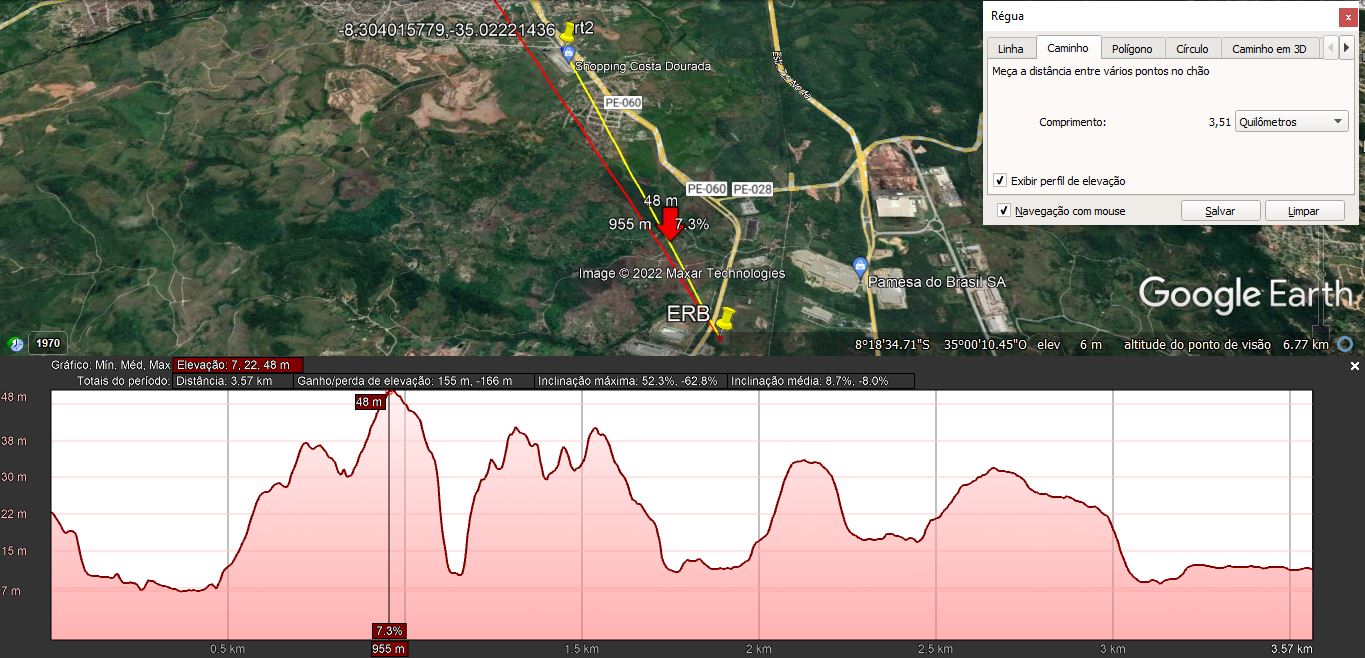 -8.304015779,-35.02221436
rt2
Shopping Costa Dourada
PE-060
PE-060
PE-028
48 m
955 m
7.3%
Image © 2022 Maxar Technologies
Pamesa do Brasil SA
ERB
Google Earth
1970
8°18'34.71"S 35°00'10.45"O elev 6 m altitude do ponto de visão 6.77 km
Régua
x
Linha Caminho Polígono Círculo Caminho em 3D
Meça a distância entre vários pontos no chão
Comprimento: 3,51 Quilômetros
Exibir perfil de elevação
Navegação com mouse Salvar Limpar
Gráfico: Mín, Méd, Max Elevação: 7, 22, 48 m
Totais do período: Distância: 3.57 km Ganho/perda de elevação: 155 m, -166 m Inclinação máxima: 52.3%, -62.8% Inclinação média: 8.7%, -8.0%
48 m
48 m
38 m
30 m
22 m
15 m
7 m
7.3%
0.5 km 955 m 1.5 km 2 km 2.5 km 3 km 3.57 km